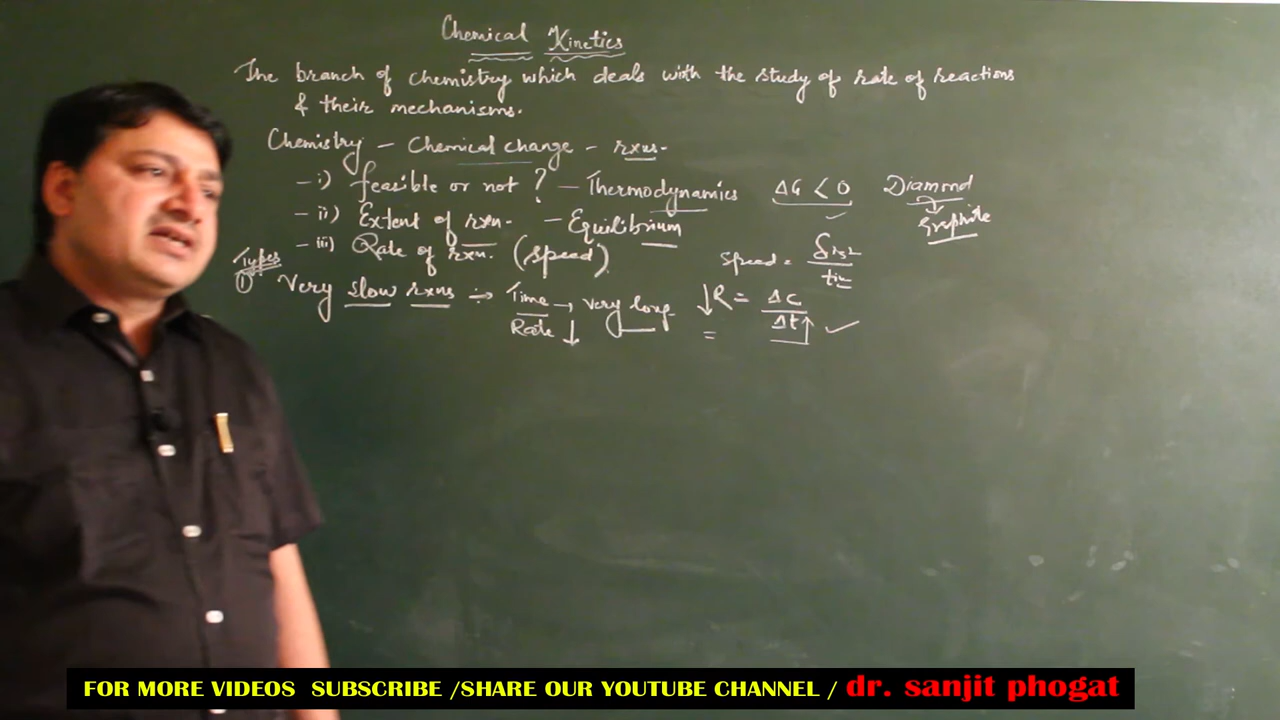 Chemical Kinetics
The branch of chemistry which deals with the study of rate of reactions
& their mechanisms.
Chemistry - Chemical change - rxns.
- i) feasible or not ? - Thermodynamics ΔG < 0 Diamond
↓
graphite
- ii) Extent of rxn. - Equilibrium
- iii) Rate of rxn. (speed). speed = dis / tim
Types
① Very slow rxns ÷ Time → very long ↓R = Δc / Δt↑ ✓
Rate ↓ =
FOR MORE VIDEOS SUBSCRIBE /SHARE OUR YOUTUBE CHANNEL / dr. sanjit phogat